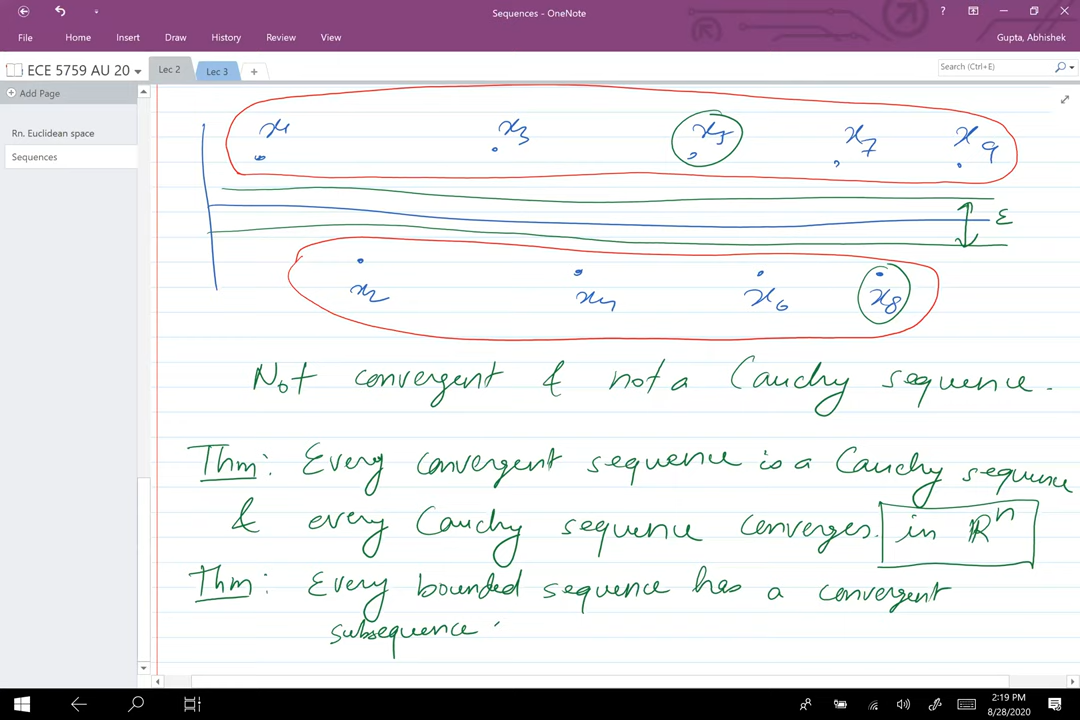 Sequences - OneNote
? Gupta, Abhishek
File Home Insert Draw History Review View
ECE 5759 AU 20 Lec 2 Lec 3 +
Search (Ctrl+E)
Add Page
Rn. Euclidean space
Sequences
x1 x3 x5 x7 x9
ε
x2 x4 x6 x8
Not convergent & not a Cauchy sequence.
Thm: Every convergent sequence is a Cauchy sequence
& every Cauchy sequence converges. in ℝⁿ
Thm: Every bounded sequence has a convergent
subsequence.
2:19 PM
8/28/2020